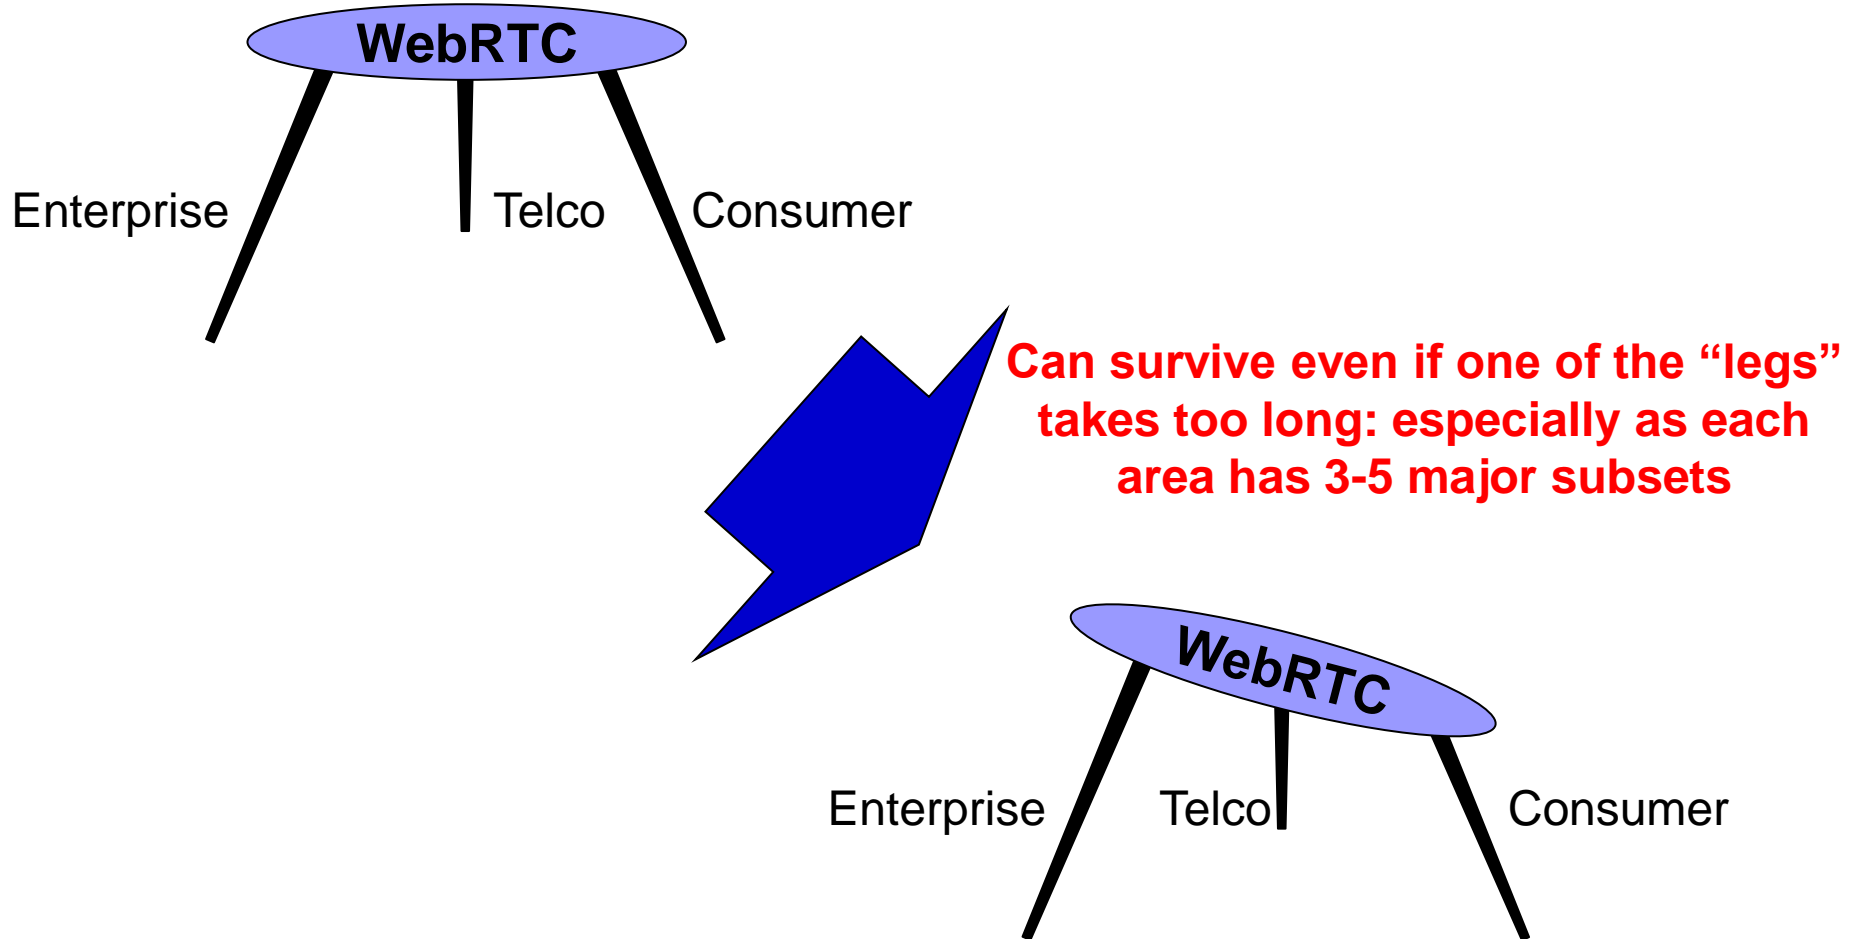 WebRTC
Enterprise
Telco
Consumer
Can survive even if one of the “legs”
takes too long: especially as each
area has 3-5 major subsets
WebRTC
Enterprise
Telco
Consumer